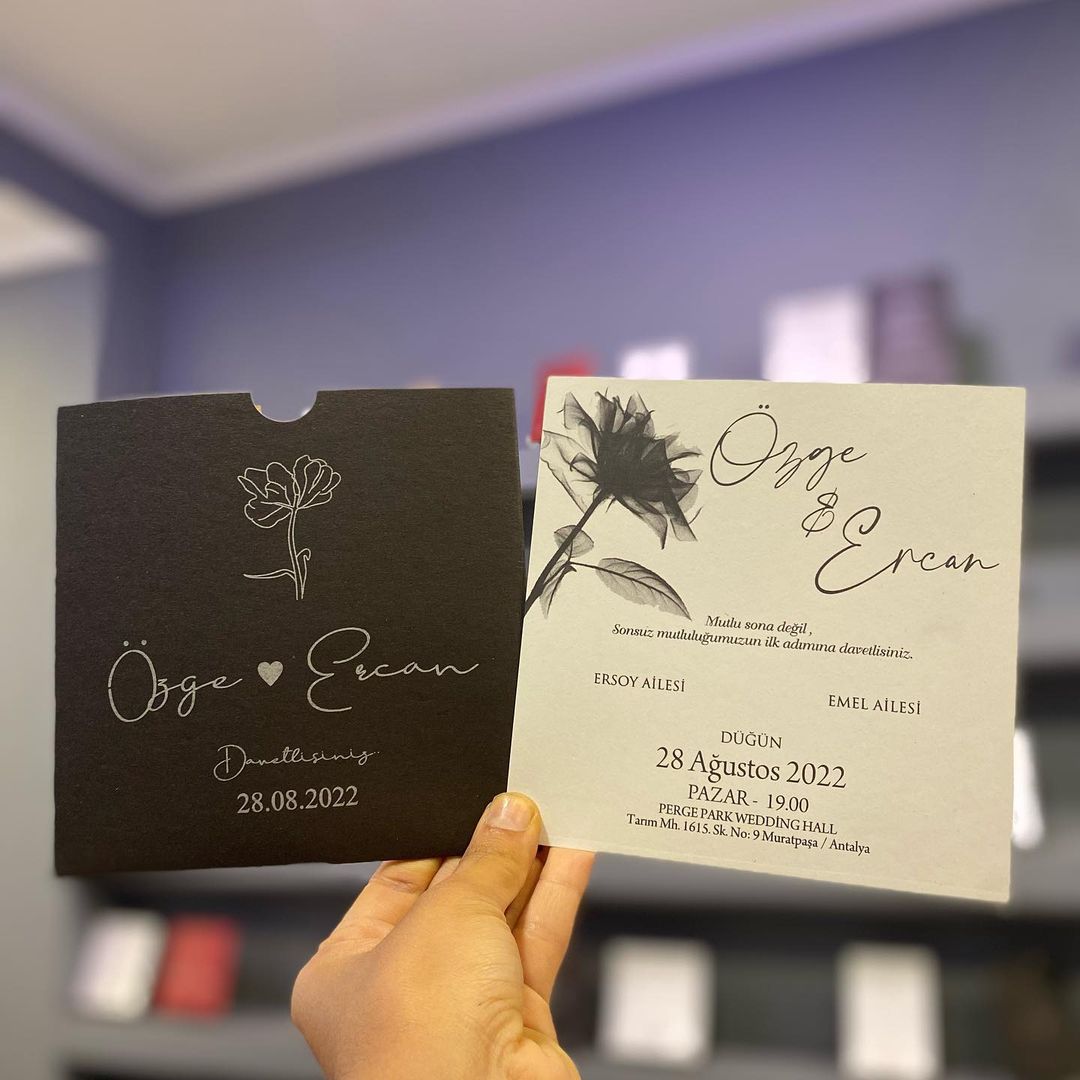 Özge ♥ Ercan
Davetlisiniz..
28.08.2022
Özge
&
Ercan
Mutlu sona değil ,
Sonsuz mutluluğumuzun ilk adımına davetlisiniz.
ERSOY AİLESİ
EMEL AİLESİ
DÜĞÜN
28 Ağustos 2022
PAZAR - 19.00
PERGE PARK WEDDİNG HALL
Tarım Mh. 1615. Sk. No: 9 Muratpaşa / Antalya